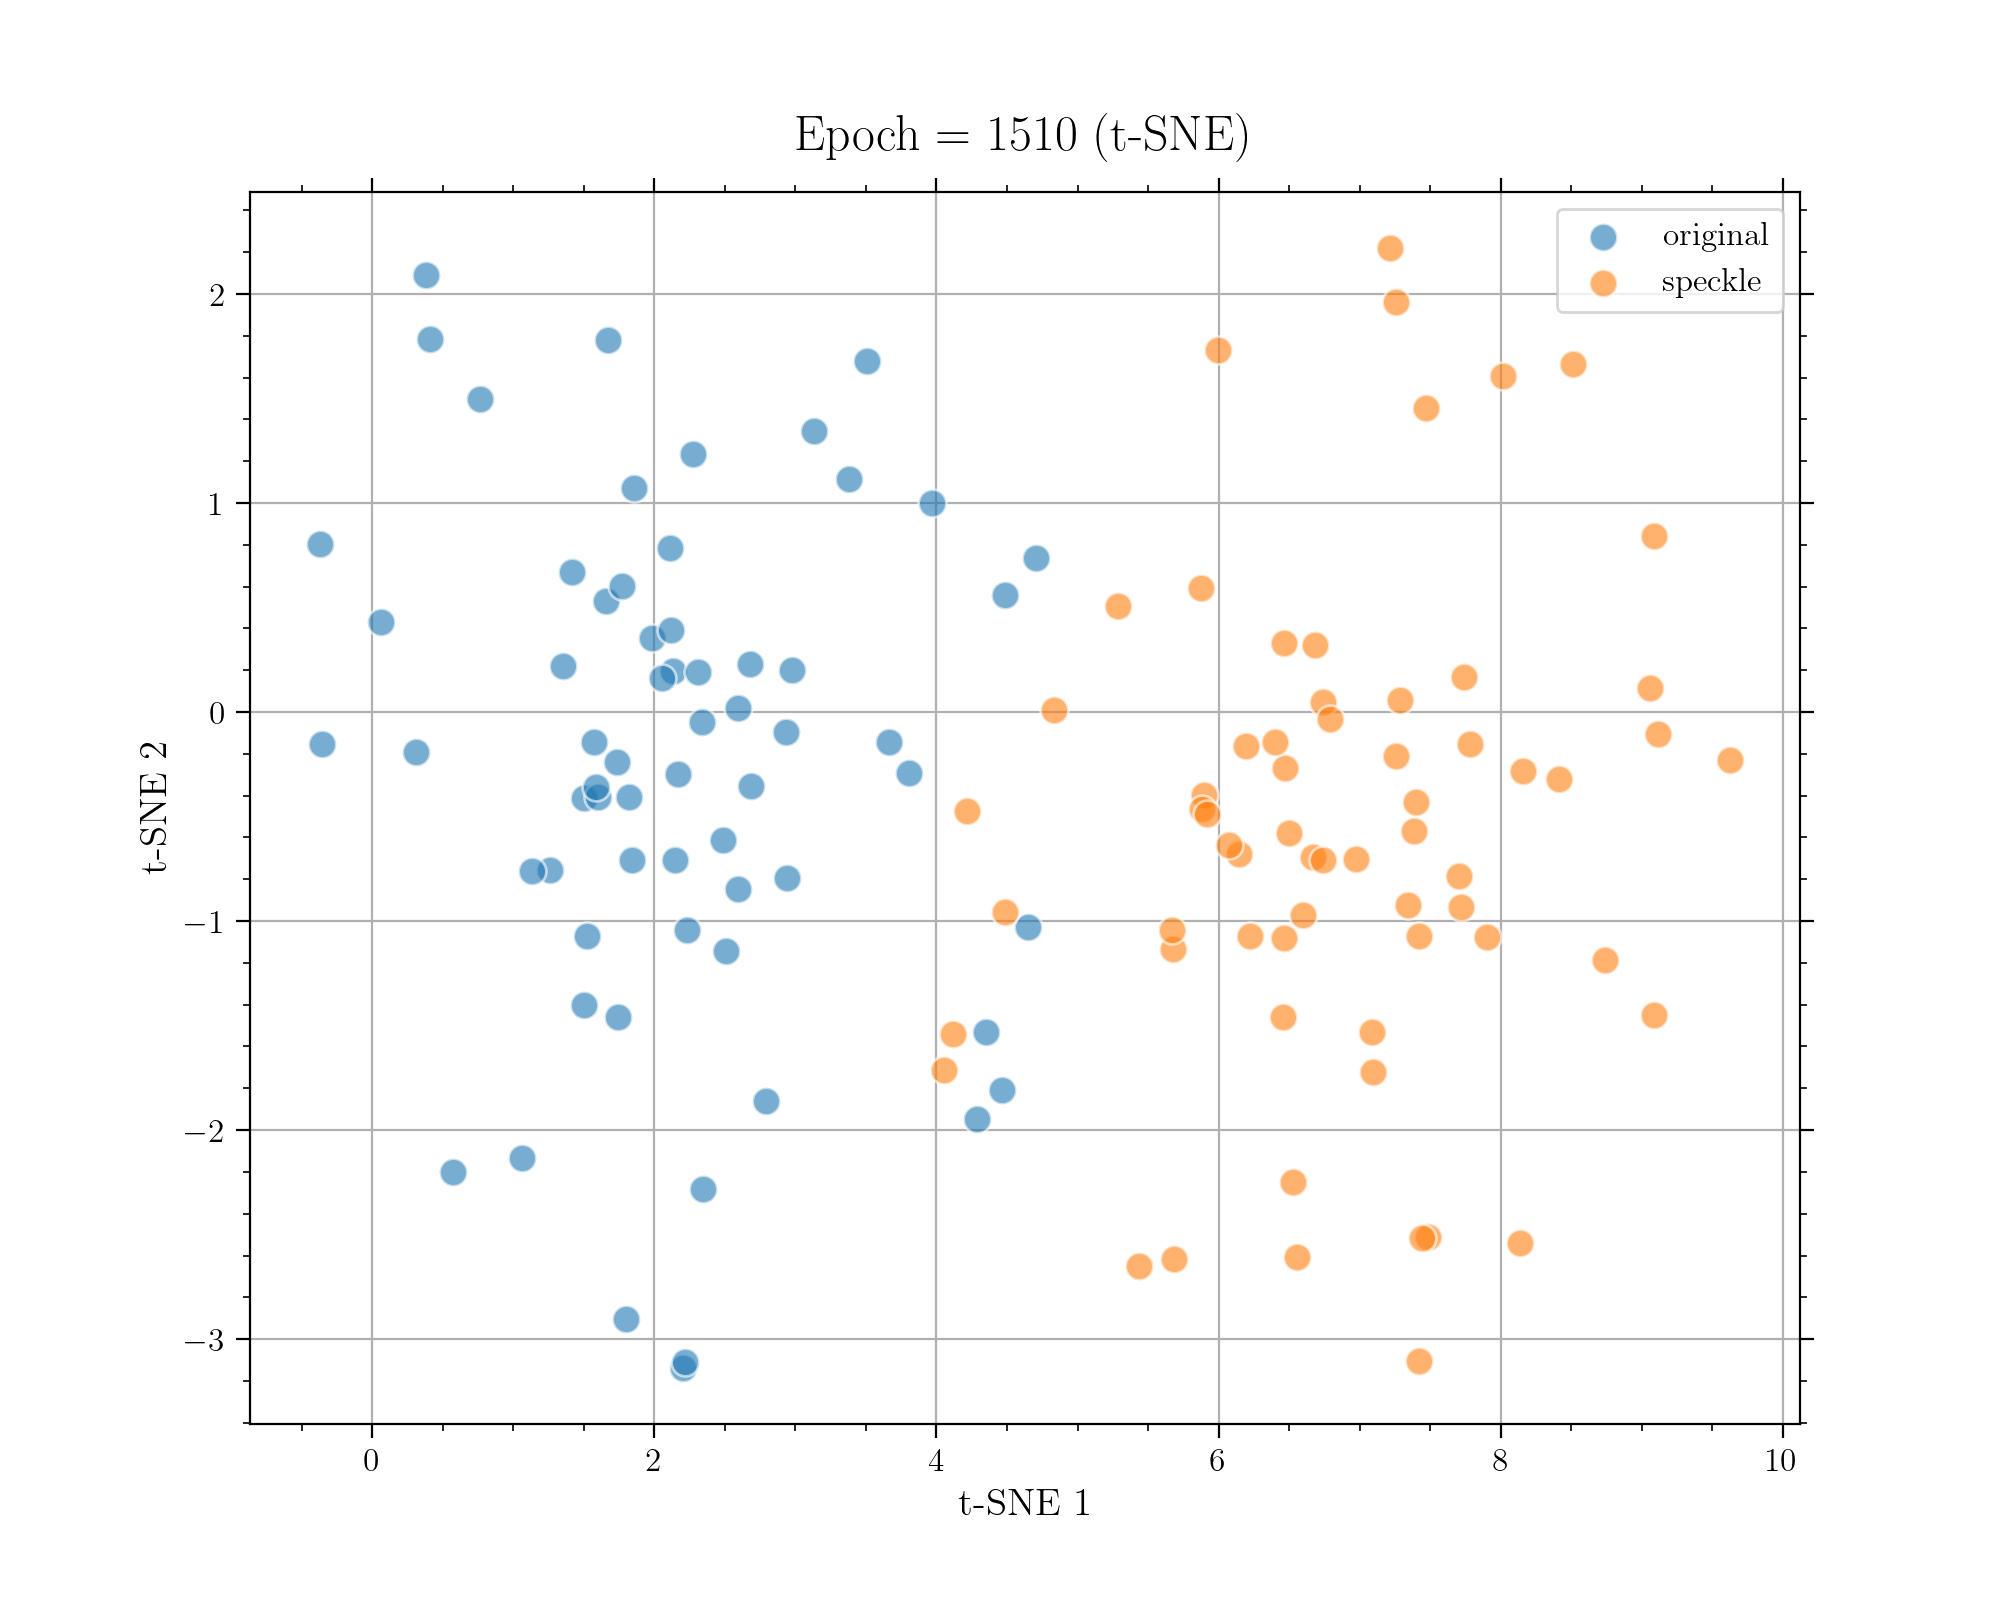 Epoch = 1510 (t-SNE)
original
speckle
2
1
0
−1
−2
−3
t-SNE 2
0 2 4 6 8 10
t-SNE 1